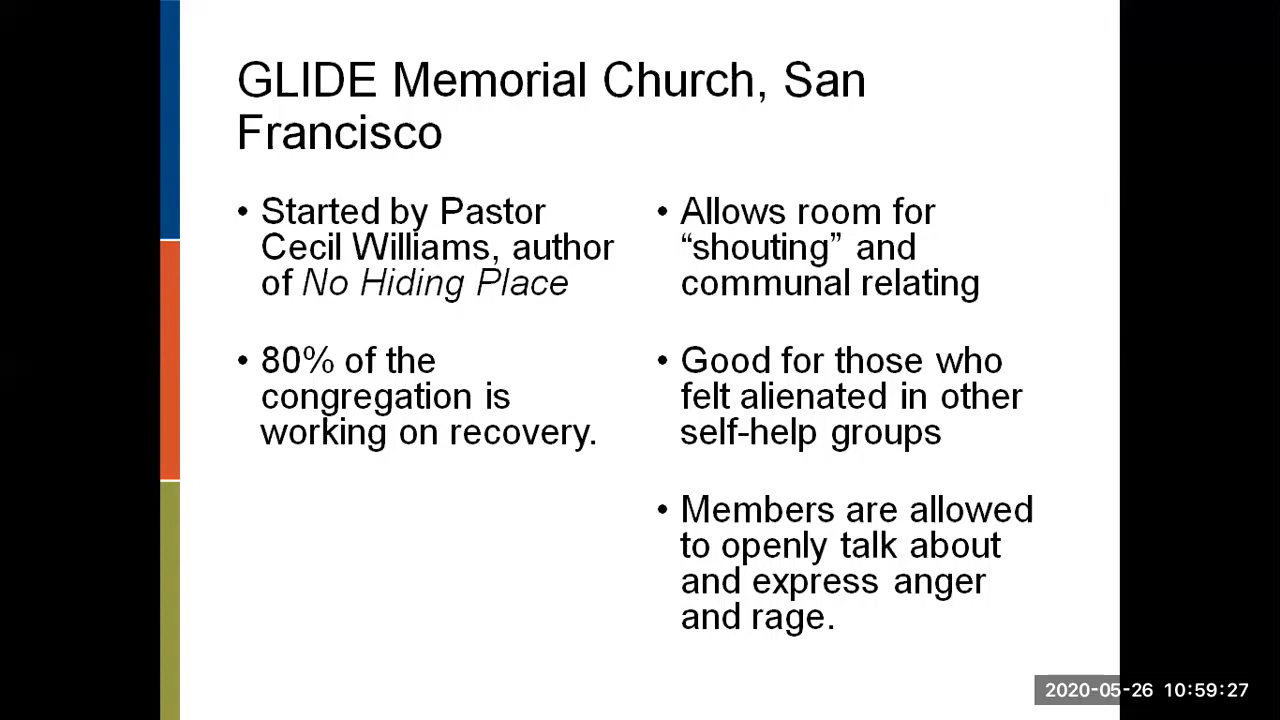 GLIDE Memorial Church, San
Francisco
• Started by Pastor
Cecil Williams, author
of No Hiding Place
• 80% of the
congregation is
working on recovery.
• Allows room for
“shouting” and
communal relating
• Good for those who
felt alienated in other
self-help groups
• Members are allowed
to openly talk about
and express anger
and rage.
2020-05-26 10:59:27